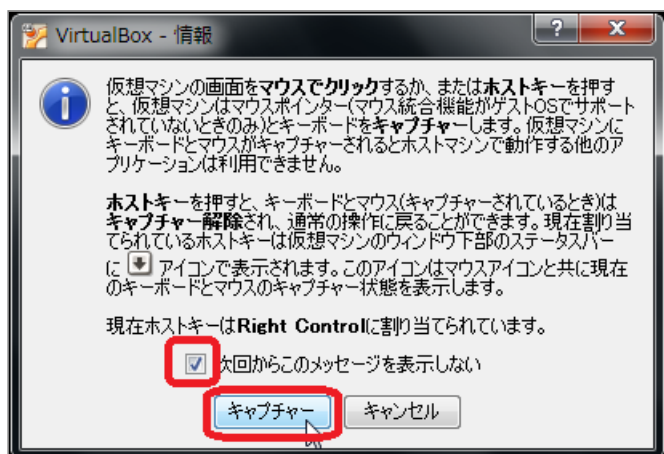 VirtualBox - 情報
仮想マシンの画面をマウスでクリックするか、またはホストキーを押す
と、仮想マシンはマウスポインター(マウス統合機能がゲストOSでサポート
されていないときのみ)とキーボードをキャプチャーします。仮想マシンに
キーボードとマウスがキャプチャーされるとホストマシンで動作する他のア
プリケーションは利用できません。
ホストキーを押すと、キーボードとマウス(キャプチャーされているとき)は
キャプチャー解除され、通常の操作に戻ることができます。現在割り当
てられているホストキーは仮想マシンのウィンドウ下部のステータスバー
に アイコンで表示されます。このアイコンはマウスアイコンと共に現在
のキーボードとマウスのキャプチャー状態を表示します。
現在ホストキーはRight Controlに割り当てられています。
次回からこのメッセージを表示しない
キャプチャー キャンセル